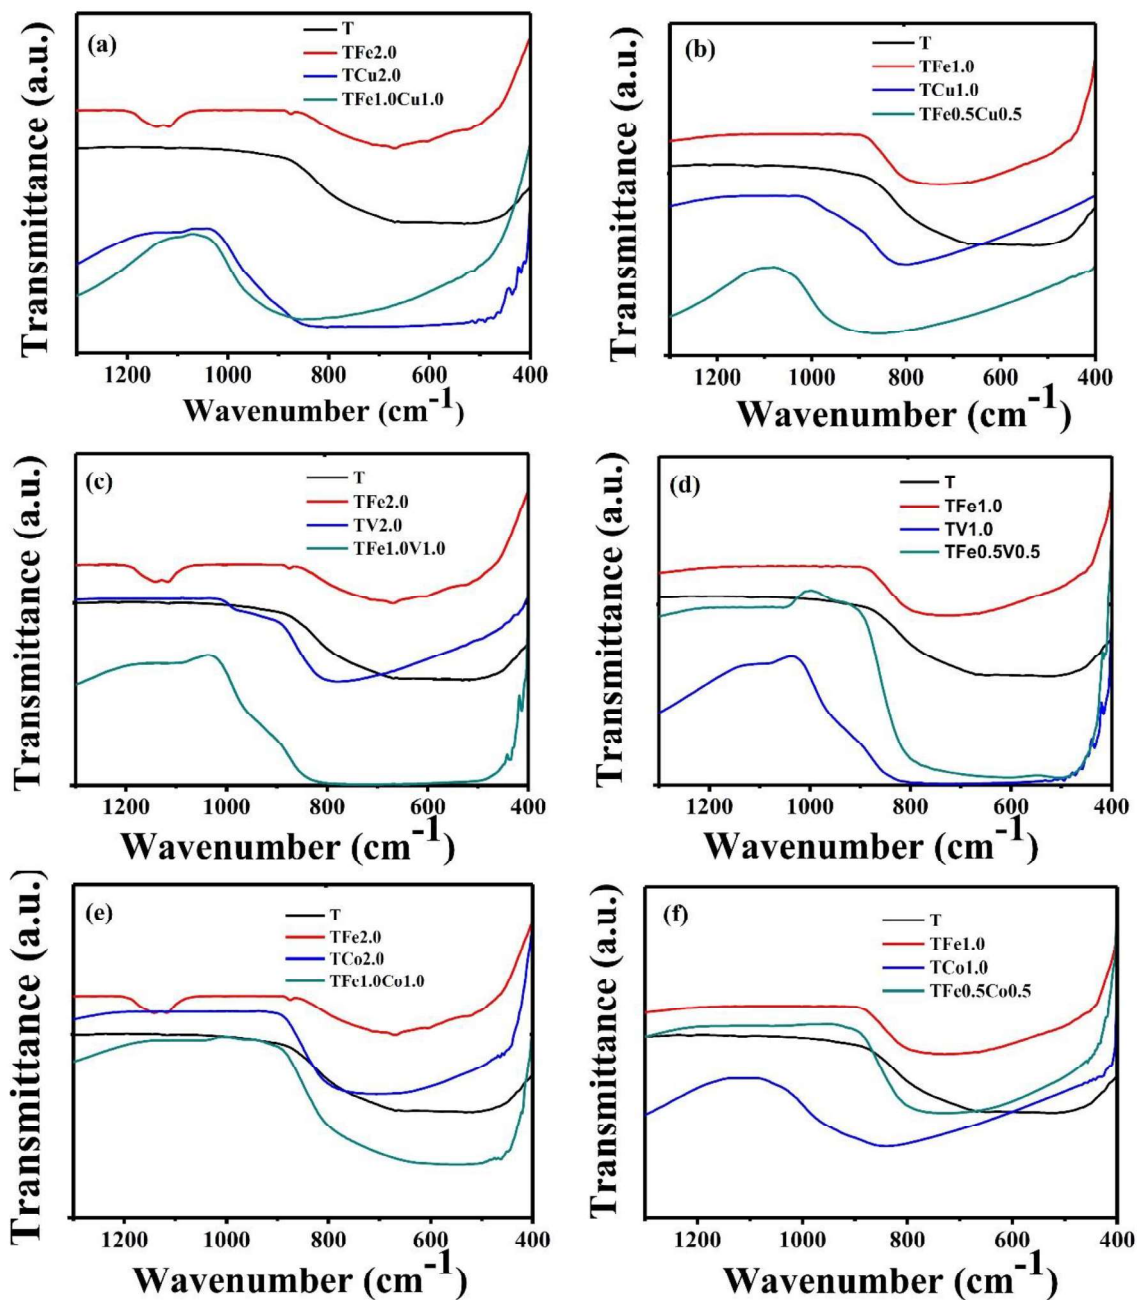 (a)
T
TFe2.0
TCu2.0
TFe1.0Cu1.0
Transmittance (a.u.)
1200 1000 800 600 400
Wavenumber (cm-1)
(b)
T
TFe1.0
TCu1.0
TFe0.5Cu0.5
Transmittance (a.u.)
1200 1000 800 600 400
Wavenumber (cm-1)
(c)
T
TFe2.0
TV2.0
TFe1.0V1.0
Transmittance (a.u.)
1200 1000 800 600 400
Wavenumber (cm-1)
(d)
T
TFe1.0
TV1.0
TFe0.5V0.5
Transmittance (a.u.)
1200 1000 800 600 400
Wavenumber (cm-1)
(e)
T
TFe2.0
TCo2.0
TFe1.0Co1.0
Transmittance (a.u.)
1200 1000 800 600 400
Wavenumber (cm-1)
(f)
T
TFe1.0
TCo1.0
TFe0.5Co0.5
Transmittance (a.u.)
1200 1000 800 600 400
Wavenumber (cm-1)